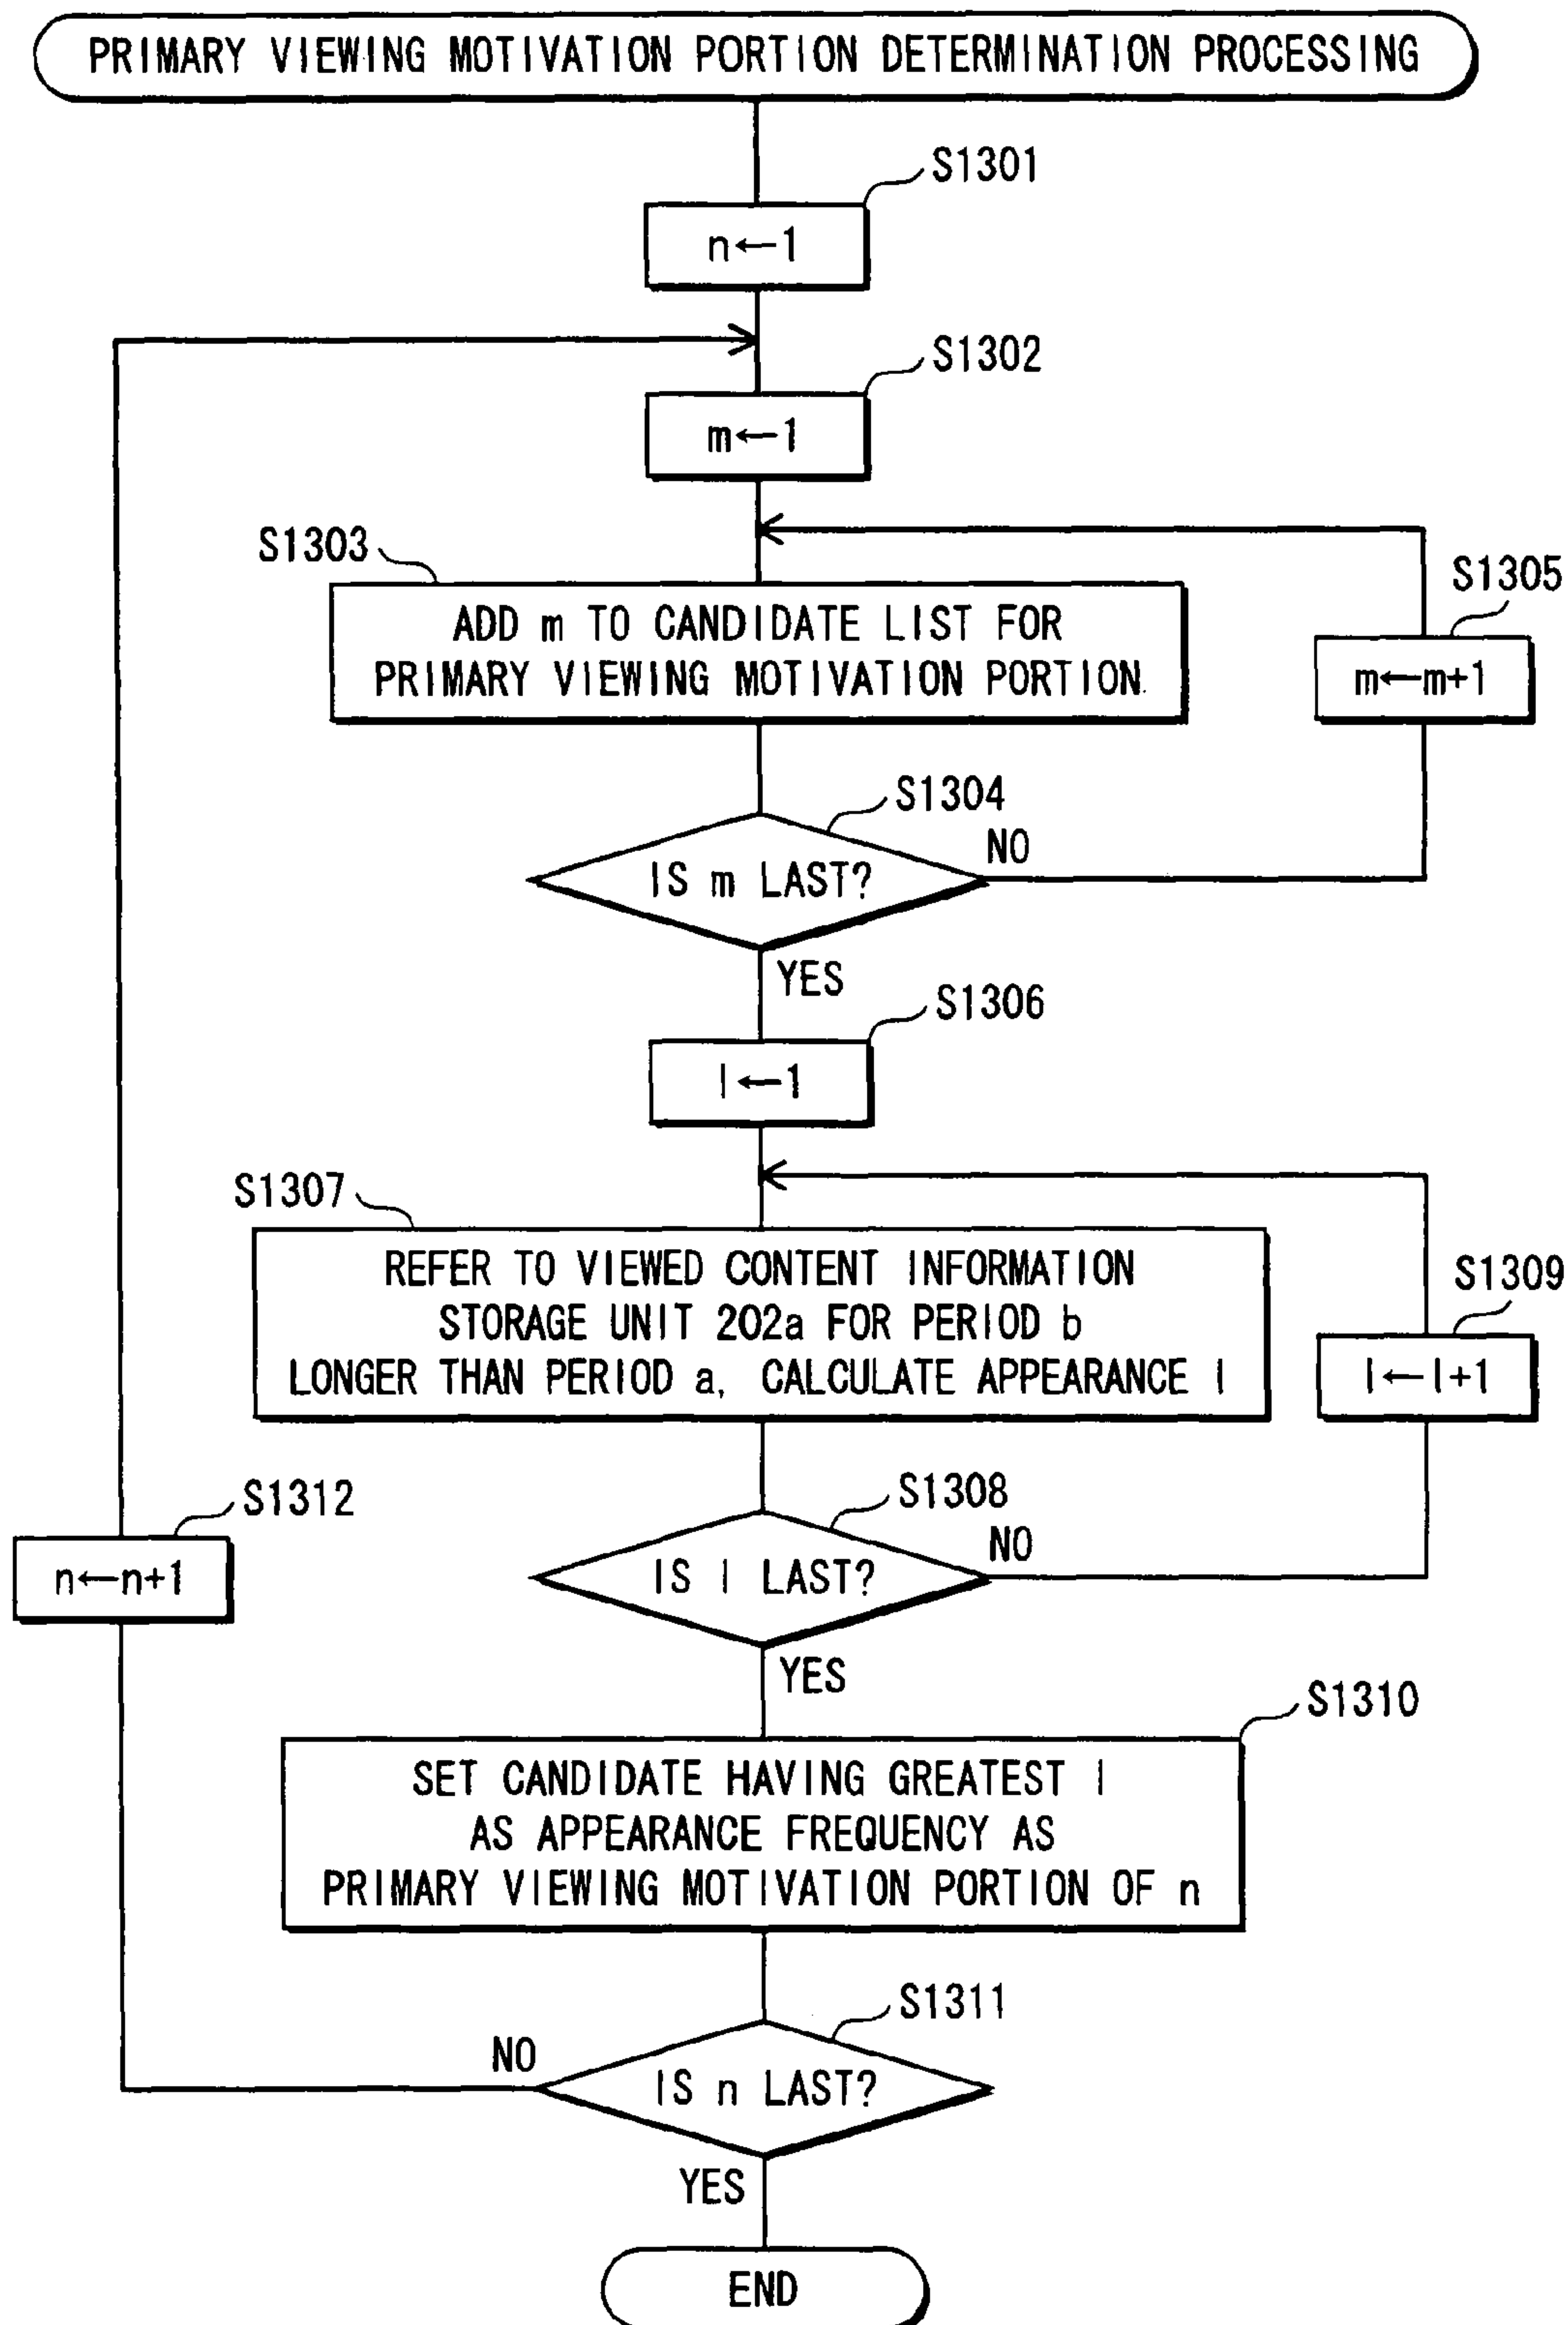 PRIMARY VIEWING MOTIVATION PORTION DETERMINATION PROCESSING
S1301
n←1
S1302
m←1
S1303
ADD m TO CANDIDATE LIST FOR
PRIMARY VIEWING MOTIVATION PORTION
S1305
m←m+1
S1304
IS m LAST?
NO
YES
S1306
l←1
S1307
REFER TO VIEWED CONTENT INFORMATION
STORAGE UNIT 202a FOR PERIOD b
LONGER THAN PERIOD a, CALCULATE APPEARANCE l
S1309
l←l+1
S1308
IS l LAST?
NO
YES
S1312
n←n+1
S1310
SET CANDIDATE HAVING GREATEST l
AS APPEARANCE FREQUENCY AS
PRIMARY VIEWING MOTIVATION PORTION OF n
S1311
IS n LAST?
NO
YES
END